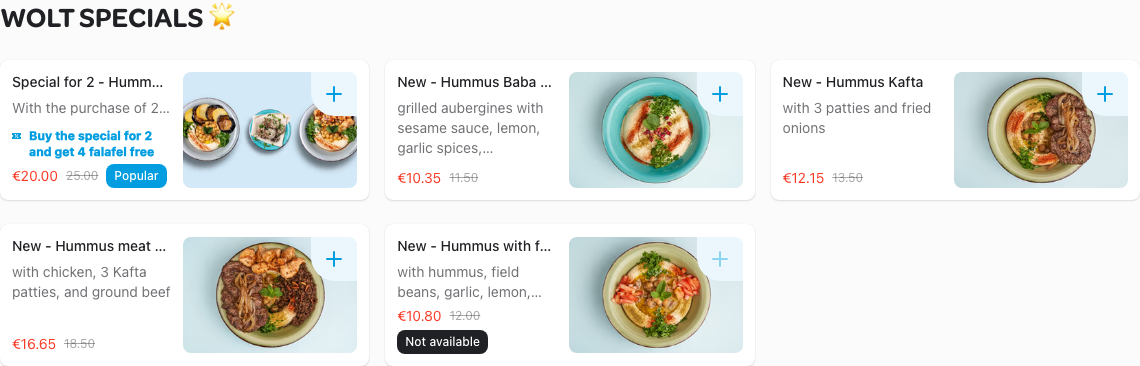 WOLT SPECIALS 🌟
Special for 2 - Humm...
With the purchase of 2...
Buy the special for 2
and get 4 falafel free
€20.00 25.00 Popular
New - Hummus Baba ...
grilled aubergines with
sesame sauce, lemon,
garlic spices,...
€10.35 11.50
New - Hummus Kafta
with 3 patties and fried
onions
€12.15 13.50
New - Hummus meat ...
with chicken, 3 Kafta
patties, and ground beef
€16.65 18.50
New - Hummus with f...
with hummus, field
beans, garlic, lemon,...
€10.80 12.00
Not available